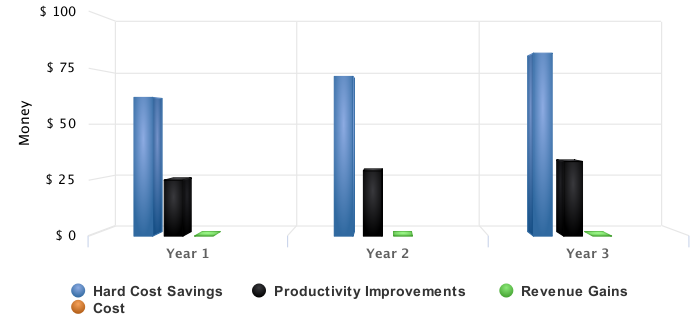 $ 100
$ 75
$ 50
$ 25
$ 0
Money
Year 1
Year 2
Year 3
Hard Cost Savings
Productivity Improvements
Revenue Gains
Cost